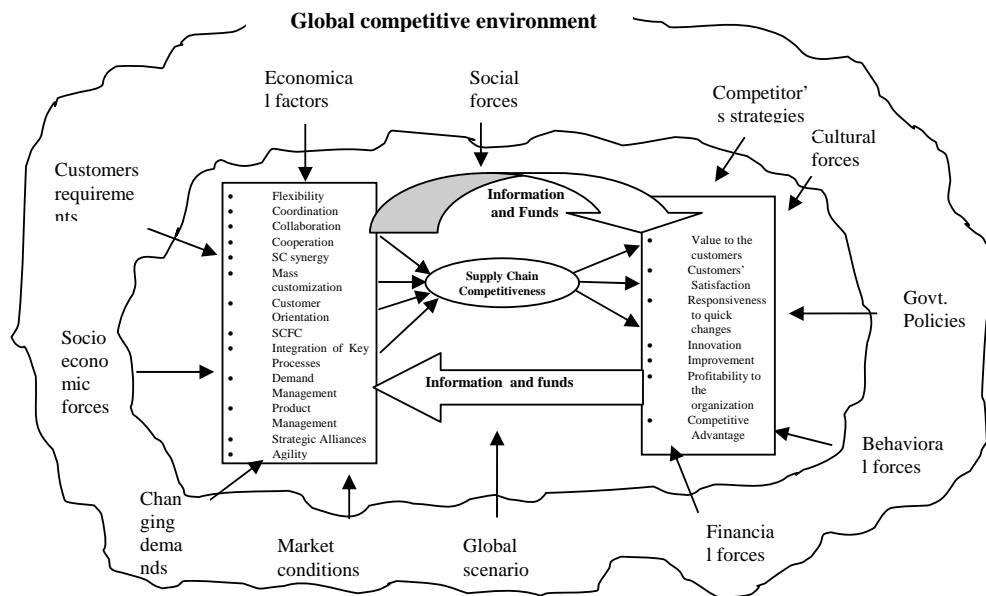 Global competitive environment
Economica
l factors
Social
forces
Competitor'
s strategies
Cultural
forces
Customers
requireme
nts
Socio
econo
mic forces
Chan
ging
dema
nds
Market
conditions
Global
scenario
Financia
l forces
Behaviora
l forces
Govt.
Policies
• Flexibility
• Coordination
• Collaboration
• Cooperation
• SC synergy
• Mass
customization
• Customer
Orientation
• SCFC
• Integration of Key
Processes
• Demand
Management
• Product
Management
• Strategic Alliances
• Agility
Information
and Funds
Supply Chain
Competitiveness
Information and funds
• Value to the
customers
• Customers'
Satisfaction
• Responsiveness
to quick
changes
• Innovation
• Improvement
• Profitability to
the
organization
• Competitive
Advantage